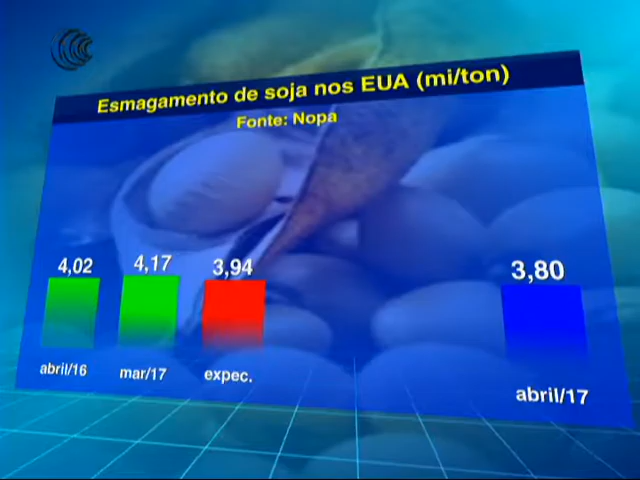 Esmagamento de soja nos EUA (mi/ton)
Fonte: Nopa
4,02
4,17
3,94
3,80
abril/16
mar/17
expec.
abril/17